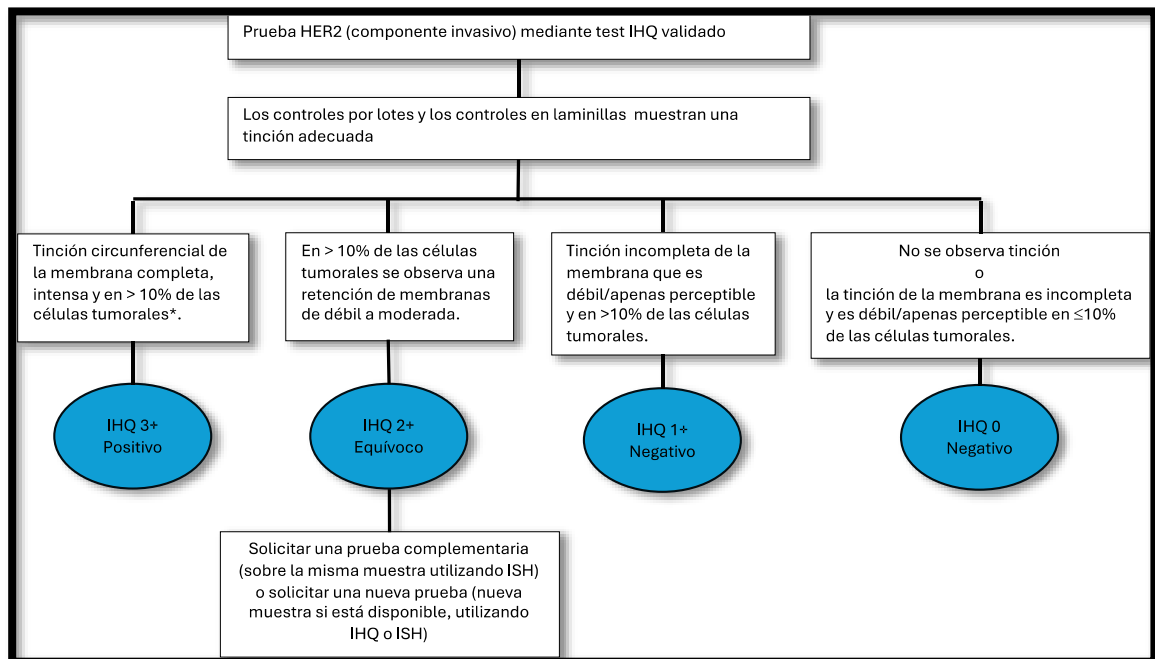 Prueba HER2 (componente invasivo) mediante test IHQ validado
Los controles por lotes y los controles en laminillas muestran una
tinción adecuada
Tinción circunferencial de
la membrana completa,
intensa y en > 10% de las
células tumorales*.
En > 10% de las células
tumorales se observa una
retención de membranas
de débil a moderada.
Tinción incompleta de la
membrana que es
débil/apenas perceptible
y en >10% de las células
tumorales.
No se observa tinción
o
la tinción de la membrana es incompleta
y es débil/apenas perceptible en ≤10%
de las células tumorales.
IHQ 3+
Positivo
IHQ 2+
Equívoco
IHQ 1+
Negativo
IHQ 0
Negativo
Solicitar una prueba complementaria
(sobre la misma muestra utilizando ISH)
o solicitar una nueva prueba (nueva
muestra si está disponible, utilizando
IHQ o ISH)